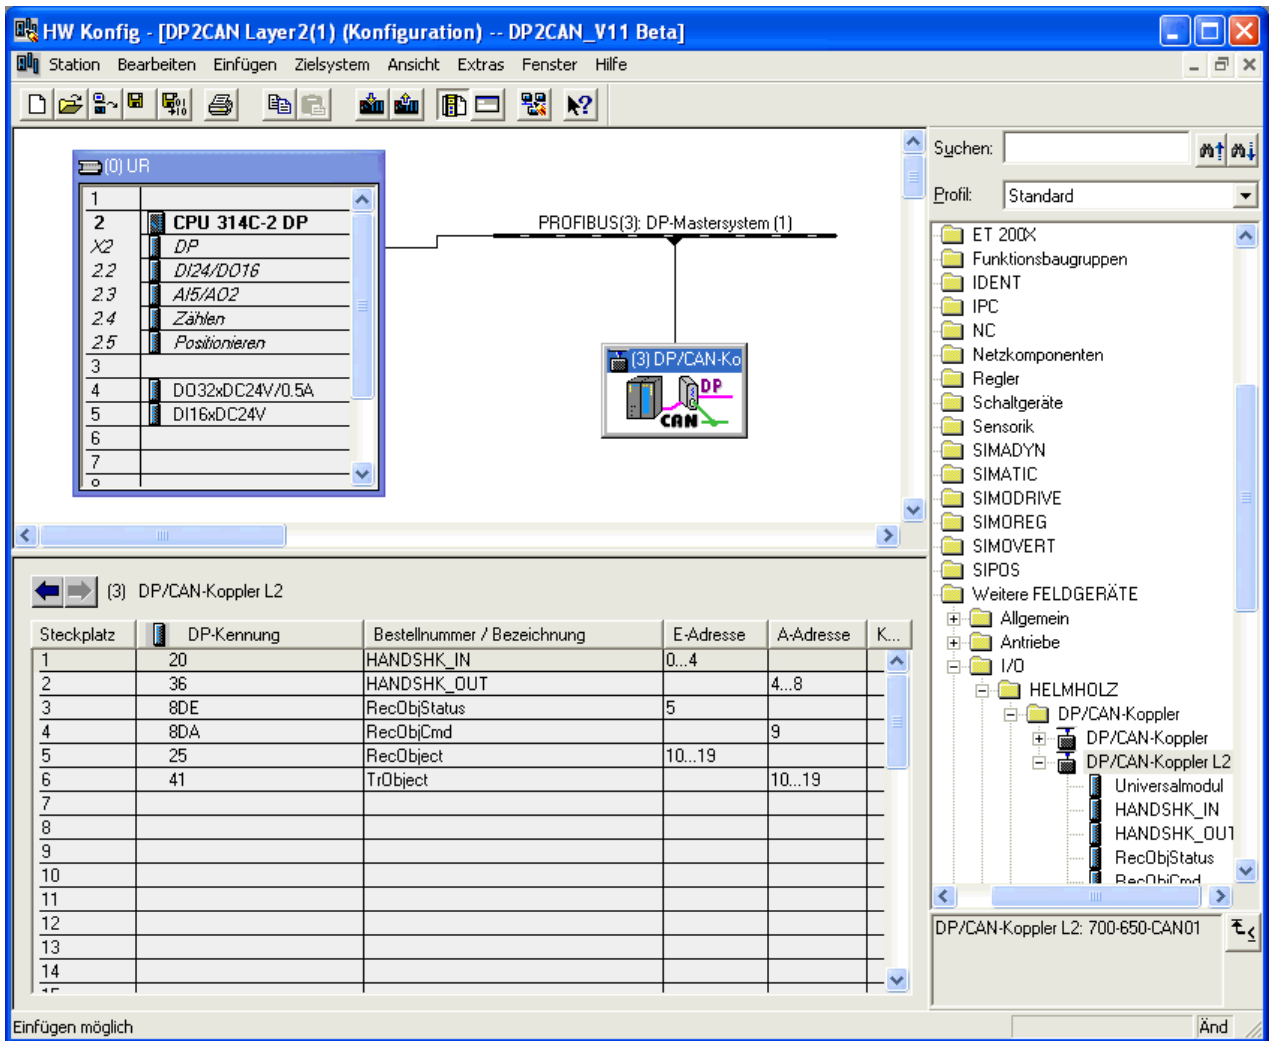 HW Konfig - [DP2CAN Layer2(1) (Konfiguration) -- DP2CAN_V11 Beta]
Station Bearbeiten Einfügen Zielsystem Ansicht Extras Fenster Hilfe
(0) UR
1
2 CPU 314C-2 DP
X2 DP
2.2 DI24/DO16
2.3 AI5/AO2
2.4 Zählen
2.5 Positionieren
3
4 DO32xDC24V/0.5A
5 DI16xDC24V
6
7
PROFIBUS(3): DP-Mastersystem (1)
(3) DP/CAN-Ko
DP
CAN
Suchen:
Profil: Standard
ET 200X
Funktionsbaugruppen
IDENT
IPC
NC
Netzkomponenten
Regler
Schaltgeräte
Sensorik
SIMADYN
SIMATIC
SIMODRIVE
SIMOREG
SIMOVERT
SIPOS
Weitere FELDGERÄTE
Allgemein
Antriebe
I/O
HELMHOLZ
DP/CAN-Koppler
DP/CAN-Koppler
DP/CAN-Koppler L2
Universalmodul
HANDSHK_IN
HANDSHK_OUT
RecObjStatus
RecObjCmd
DP/CAN-Koppler L2: 700-650-CAN01
(3) DP/CAN-Koppler L2
Steckplatz DP-Kennung Bestellnummer / Bezeichnung E-Adresse A-Adresse K...
1 20 HANDSHK_IN 0...4
2 36 HANDSHK_OUT 4...8
3 8DE RecObjStatus 5
4 8DA RecObjCmd 9
5 25 RecObject 10...19
6 41 TrObject 10...19
7
8
9
10
11
12
13
14
Einfügen möglich
Änd